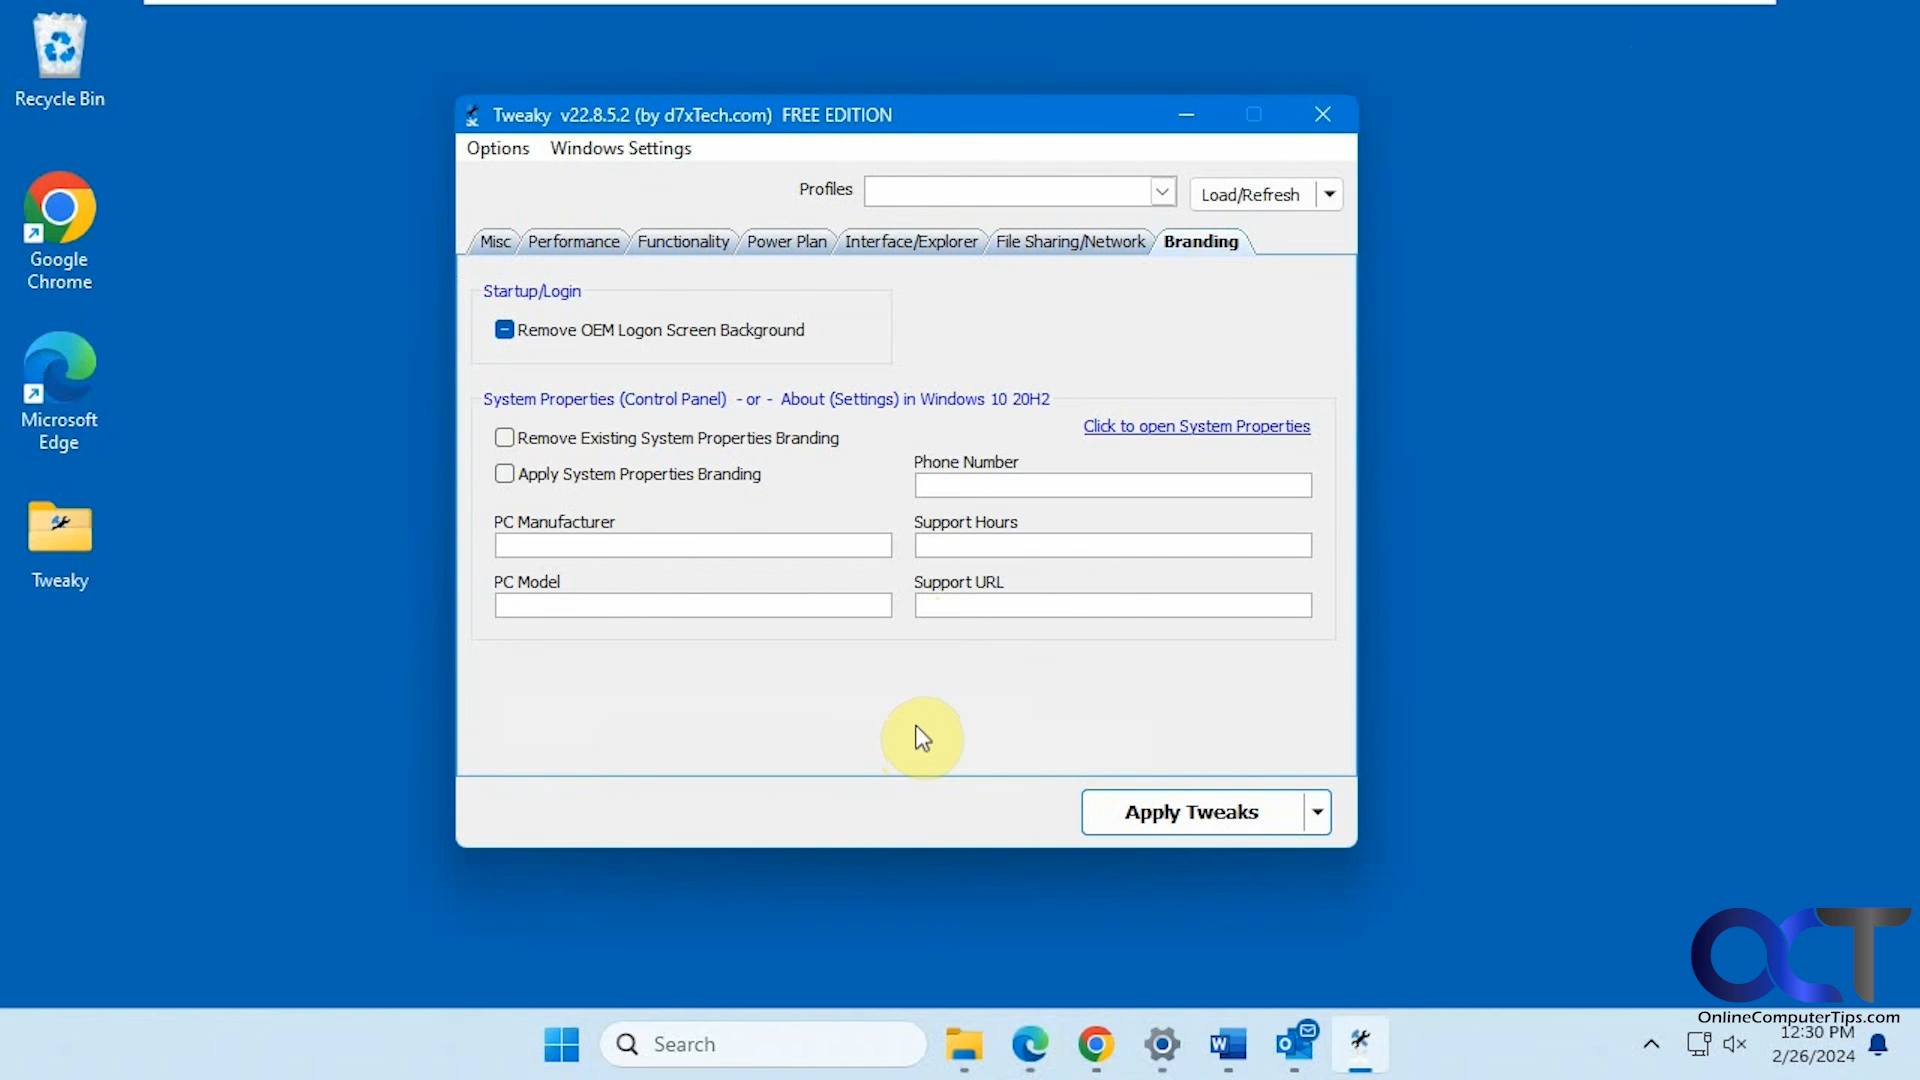 Recycle Bin
Google
Chrome
Microsoft
Edge
Tweaky
Tweaky v22.8.5.2 (by d7xTech.com) FREE EDITION
Options Windows Settings
Profiles Load/Refresh
Misc Performance Functionality Power Plan Interface/Explorer File Sharing/Network Branding
Startup/Login
Remove OEM Logon Screen Background
System Properties (Control Panel) - or - About (Settings) in Windows 10 20H2
Click to open System Properties
Remove Existing System Properties Branding
Apply System Properties Branding
Phone Number
PC Manufacturer
Support Hours
PC Model
Support URL
Apply Tweaks
OCT
OnlineComputerTips.com
Search
12:30 PM
2/26/2024